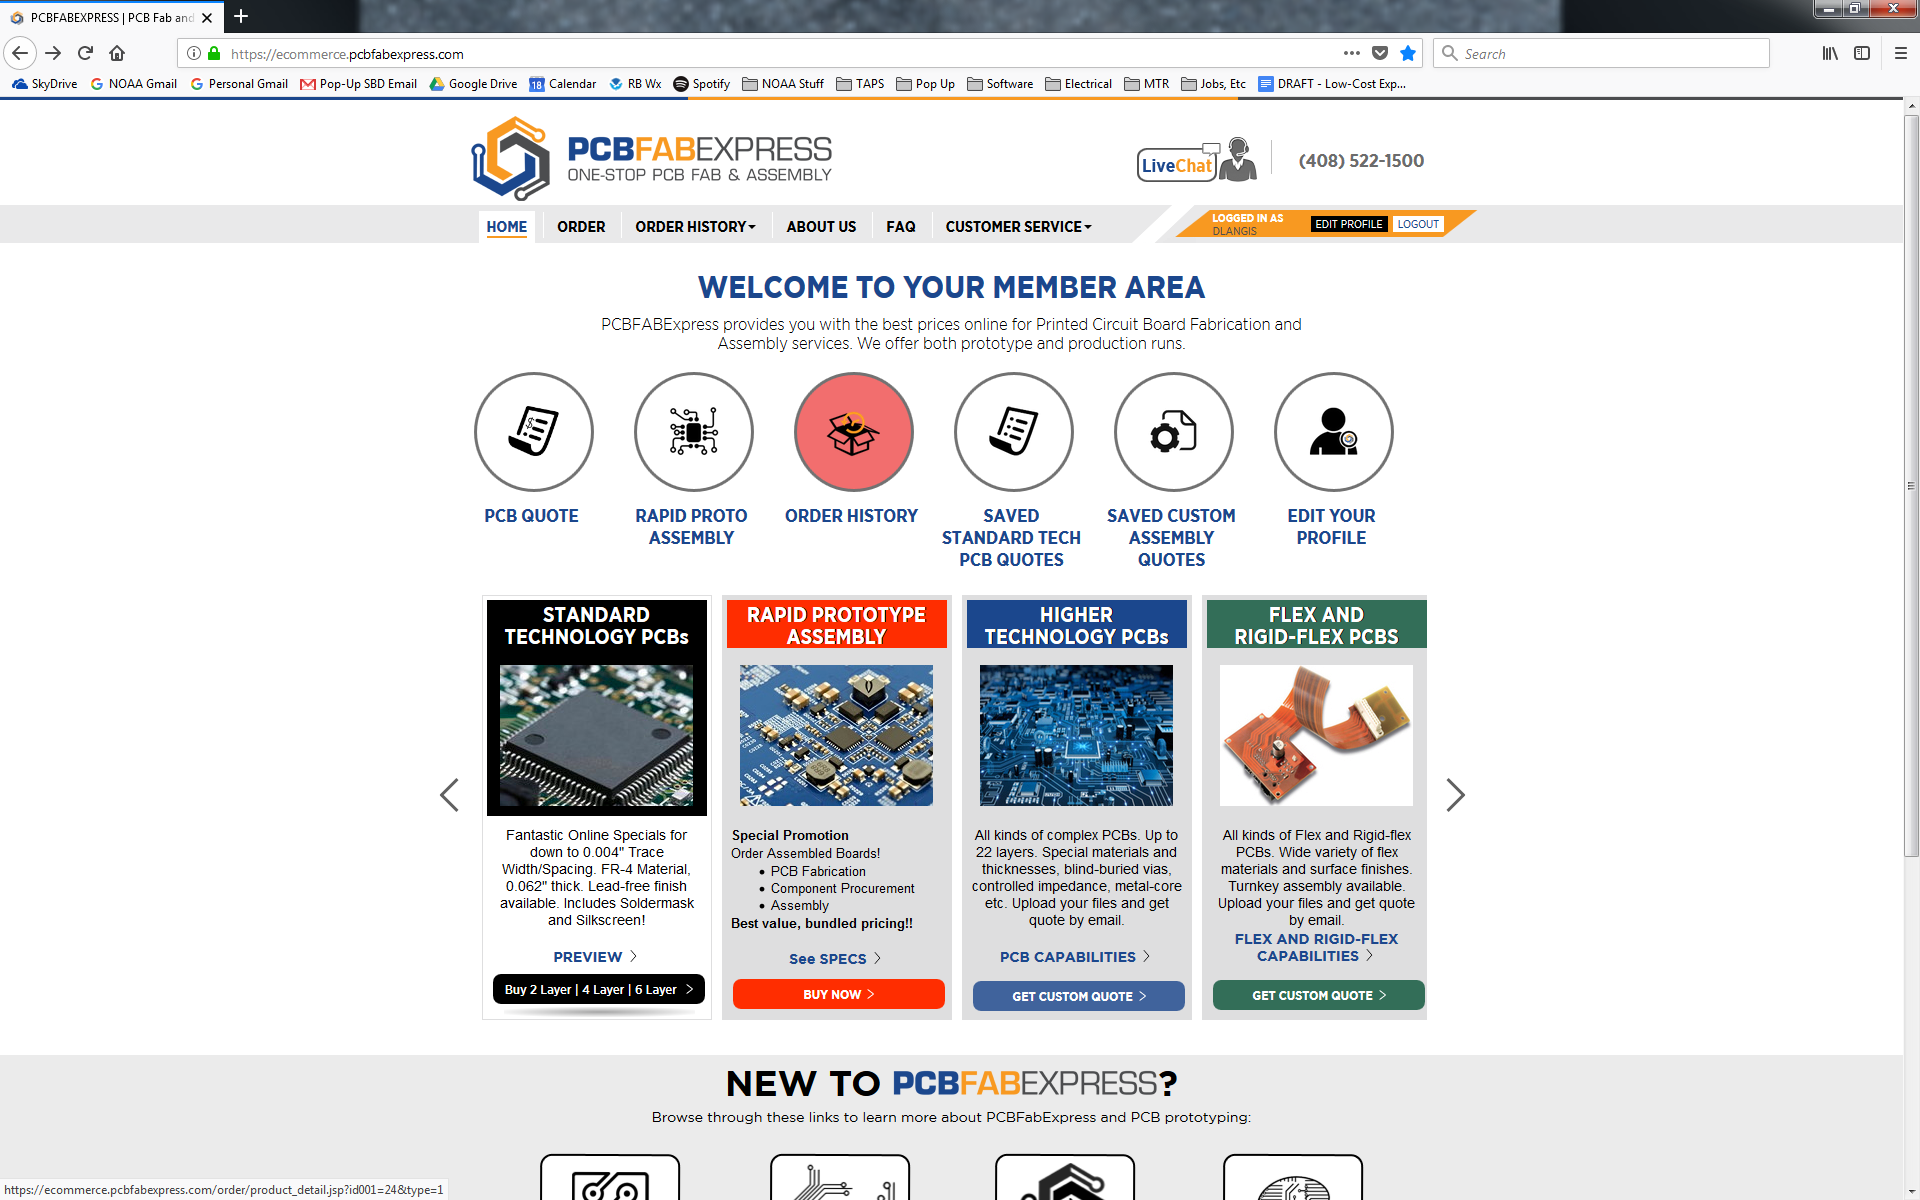 PCBFABEXPRESS | PCB Fab and
https://ecommerce.pcbfabexpress.com
Search
SkyDrive
NOAA Gmail
Personal Gmail
Pop-Up SBD Email
Google Drive
18
Calendar
RB Wx
Spotify
NOAA Stuff
TAPS
Pop Up
Software
Electrical
MTR
Jobs, Etc
DRAFT - Low-Cost Exp...
PCBFABEXPRESS
ONE-STOP PCB FAB & ASSEMBLY
LiveChat
(408) 522-1500
HOME
ORDER
ORDER HISTORY
ABOUT US
FAQ
CUSTOMER SERVICE
LOGGED IN AS
DLANGIS
EDIT PROFILE
LOGOUT
WELCOME TO YOUR MEMBER AREA
PCBFABExpress provides you with the best prices online for Printed Circuit Board Fabrication and
Assembly services. We offer both prototype and production runs.
PCB QUOTE
RAPID PROTO
ASSEMBLY
ORDER HISTORY
SAVED
STANDARD TECH
PCB QUOTES
SAVED CUSTOM
ASSEMBLY
QUOTES
EDIT YOUR
PROFILE
STANDARD
TECHNOLOGY PCBs
Fantastic Online Specials for
down to 0.004" Trace
Width/Spacing. FR-4 Material,
0.062" thick. Lead-free finish
available. Includes Soldermask
and Silkscreen!
PREVIEW
Buy 2 Layer | 4 Layer | 6 Layer
RAPID PROTOTYPE
ASSEMBLY
Special Promotion
Order Assembled Boards!
• PCB Fabrication
• Component Procurement
• Assembly
Best value, bundled pricing!!
See SPECS
BUY NOW
HIGHER
TECHNOLOGY PCBs
All kinds of complex PCBs. Up to
22 layers. Special materials and
thicknesses, blind-buried vias,
controlled impedance, metal-core
etc. Upload your files and get
quote by email.
PCB CAPABILITIES
GET CUSTOM QUOTE
FLEX AND
RIGID-FLEX PCBS
All kinds of Flex and Rigid-flex
PCBs. Wide variety of flex
materials and surface finishes.
Turnkey assembly available.
Upload your files and get quote
by email.
FLEX AND RIGID-FLEX
CAPABILITIES
GET CUSTOM QUOTE
NEW TO PCBFABEXPRESS?
Browse through these links to learn more about PCBFabExpress and PCB prototyping:
https://ecommerce.pcbfabexpress.com/order/product_detail.jsp?id001=24&type=1